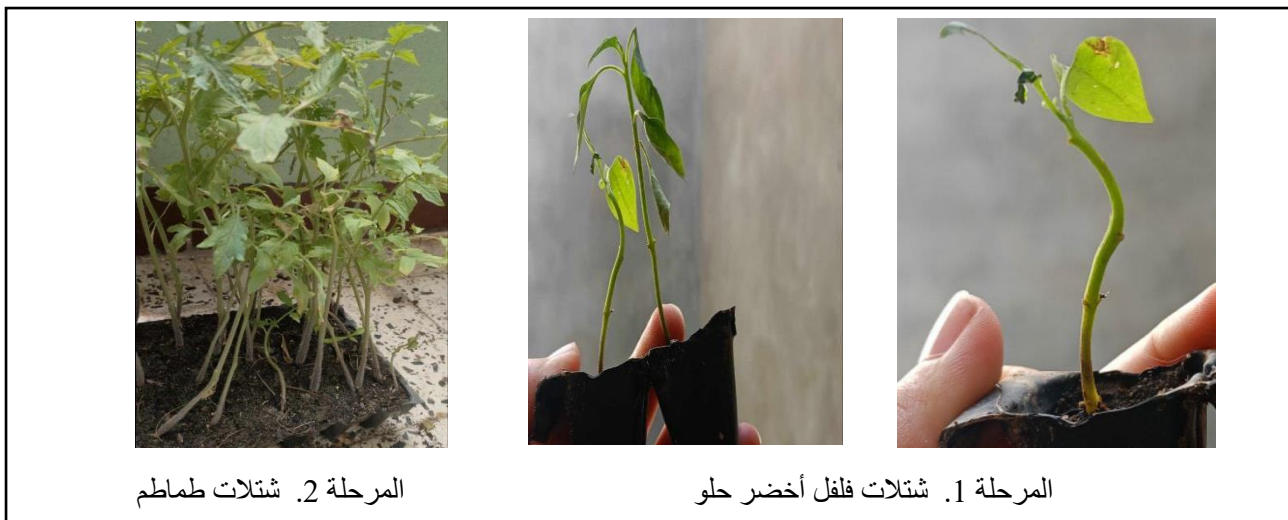 المرحلة 1. شتلات فلفل أخضر حلو
المرحلة 2. شتلات طماطم